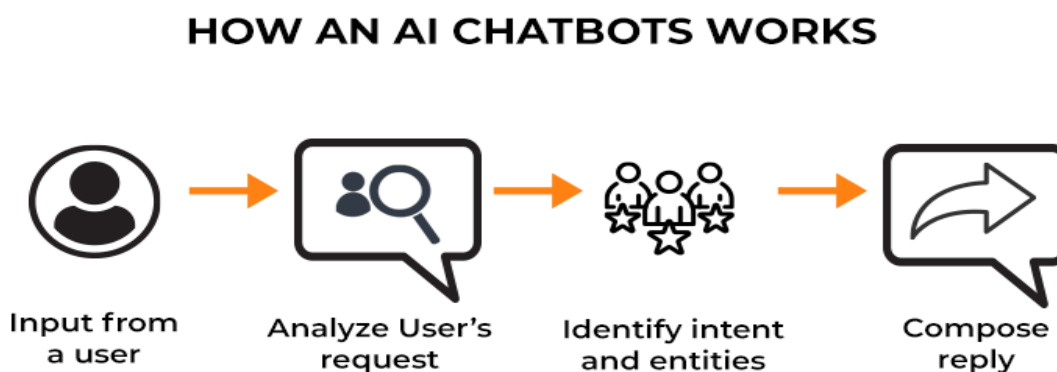 HOW AN AI CHATBOTS WORKS
Input from
a user
Analyze User's
request
Identify intent
and entities
Compose
reply